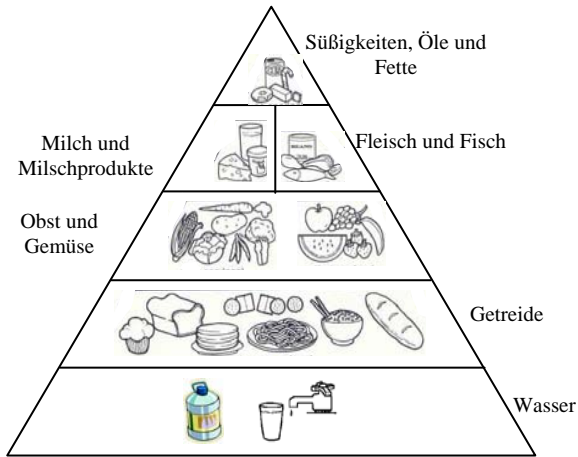 Süßigkeiten, Öle und
Fette
Milch und
Milschprodukte
Fleisch und Fisch
Obst und
Gemüse
Getreide
Wasser